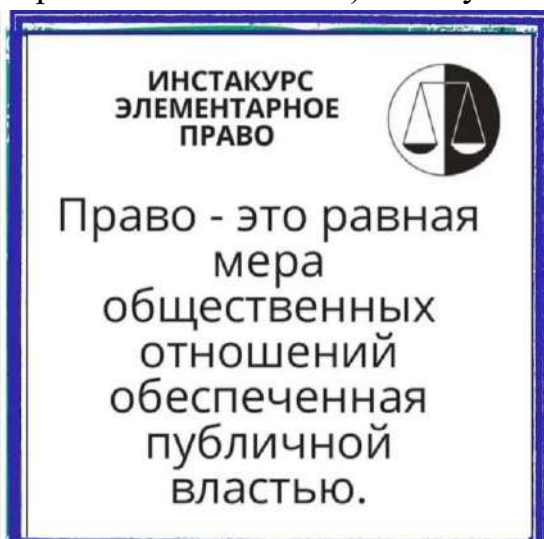 ИНСТАКУРС
ЭЛЕМЕНТАРНОЕ
ПРАВО
Право - это равная
мера
общественных
отношений
обеспеченная
публичной
властью.